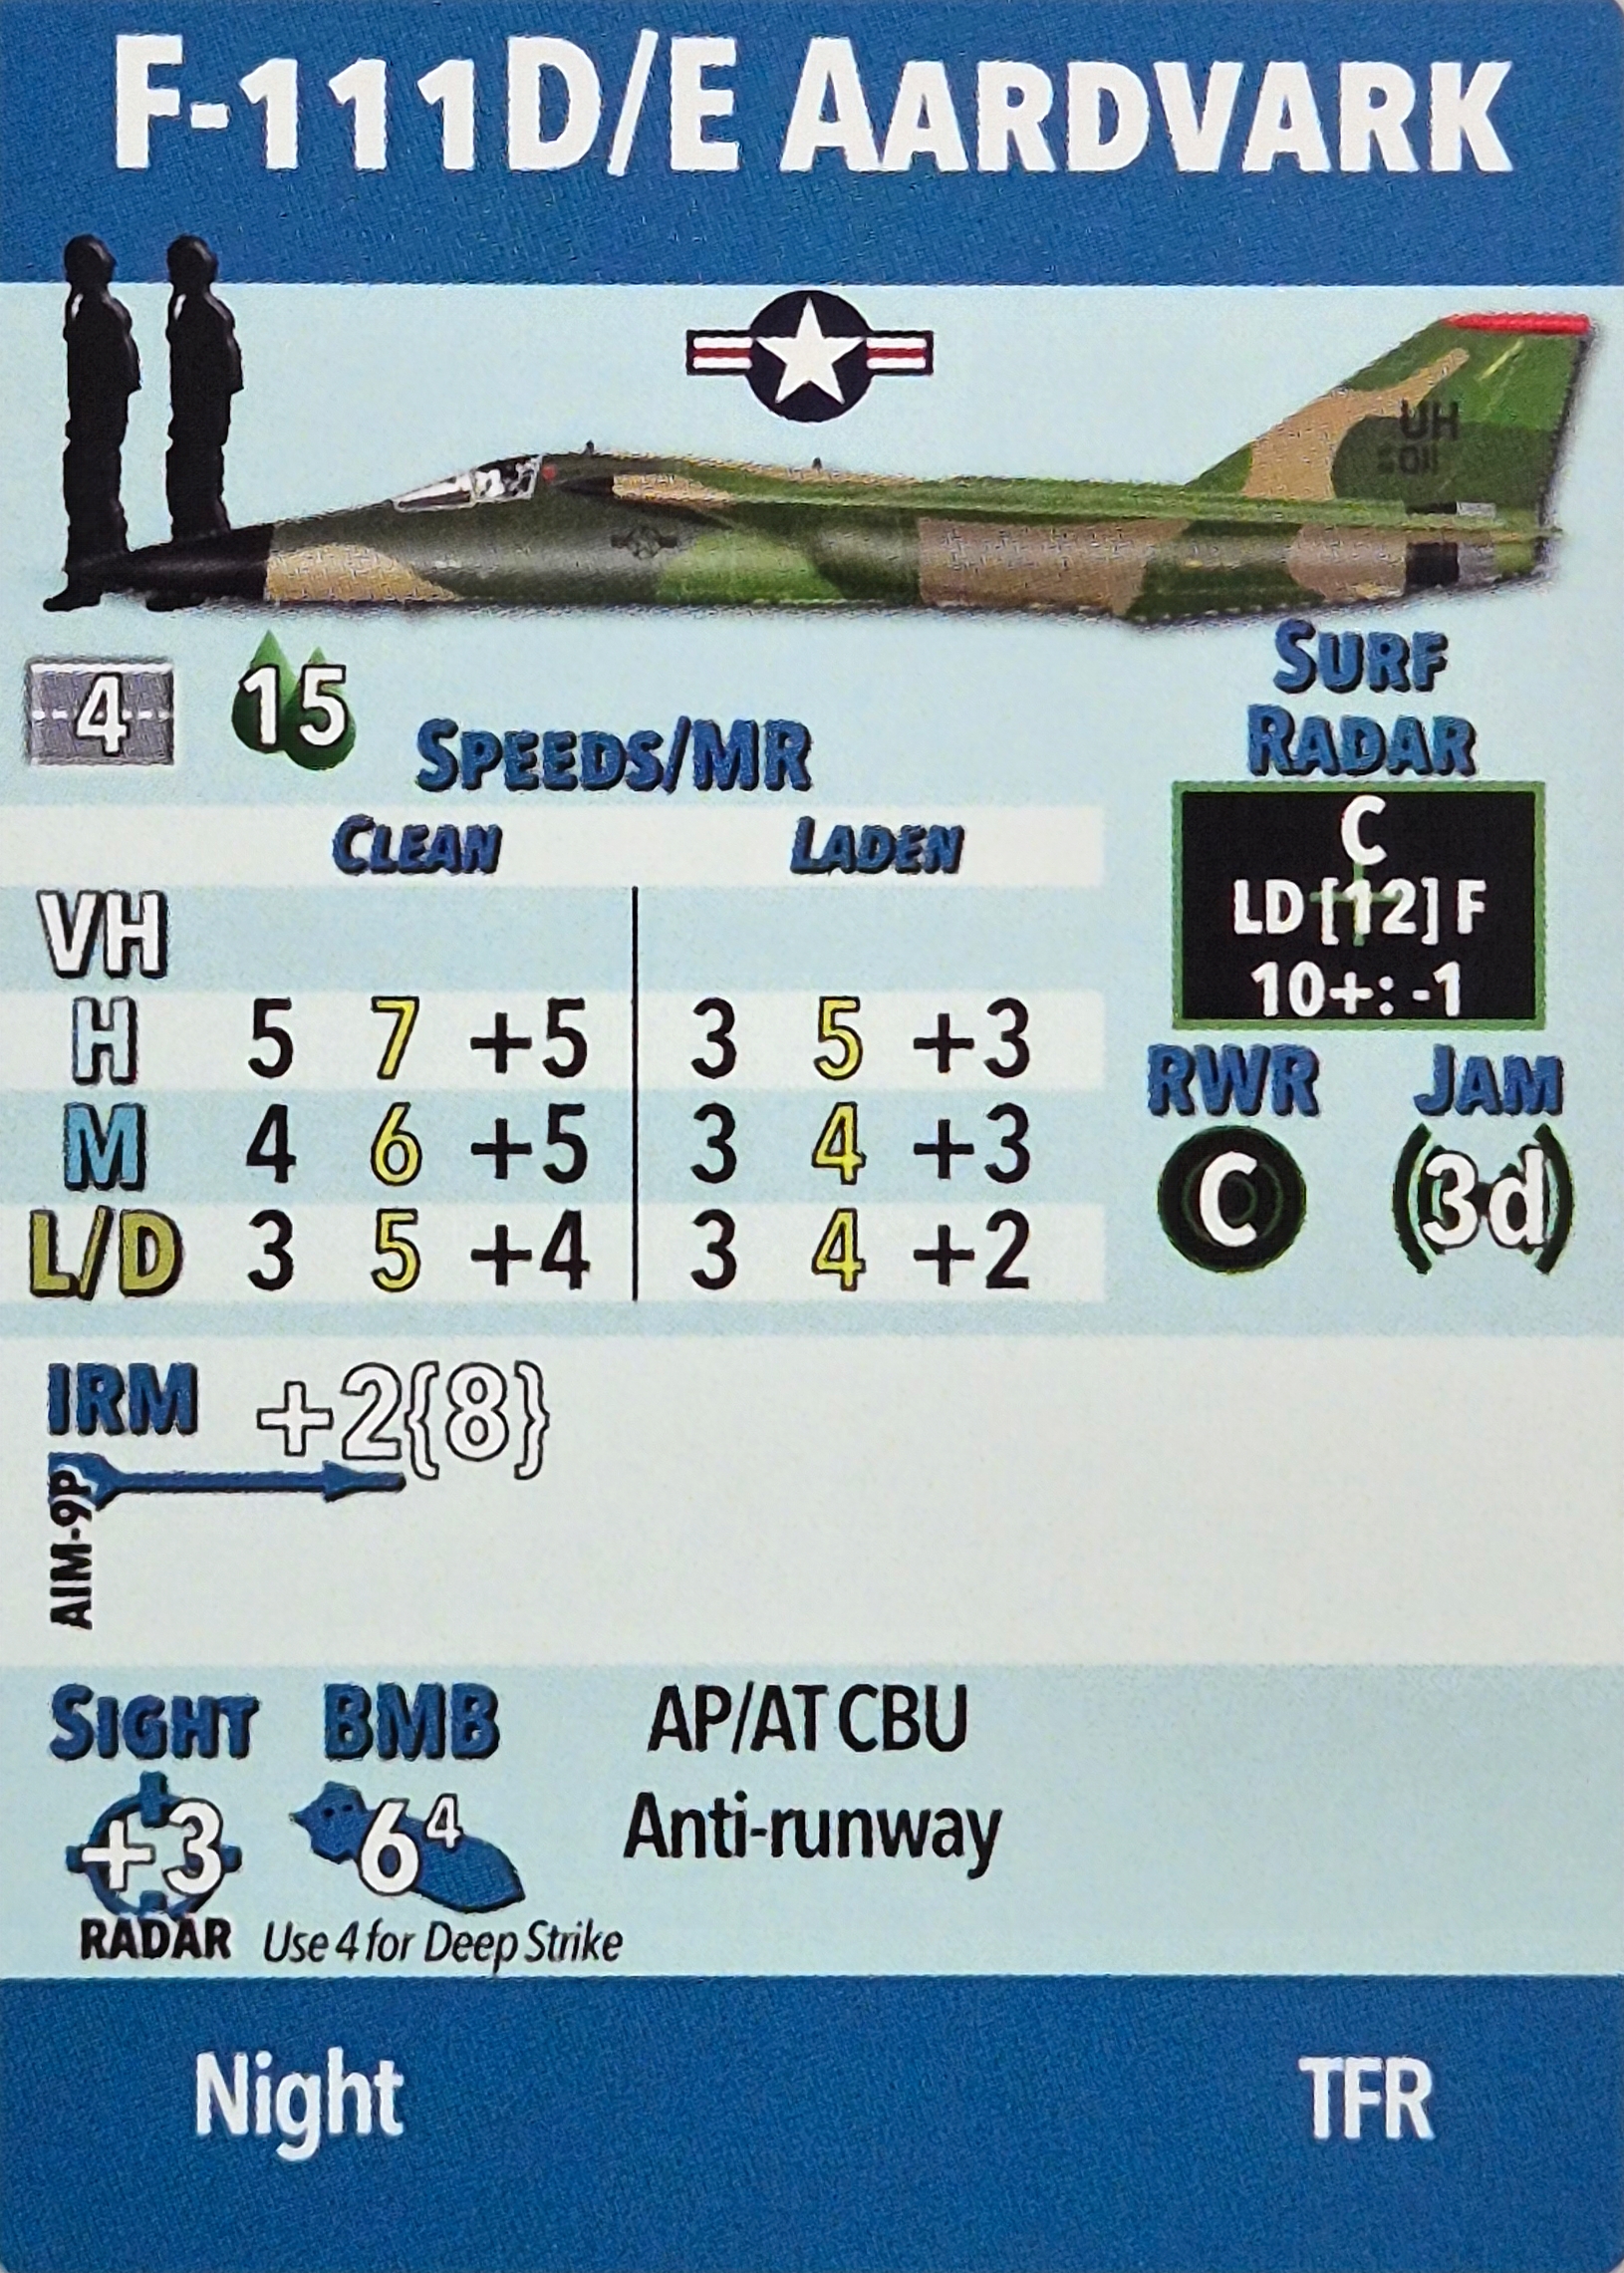 F-111D/E AARDVARK
UH
4
15
SPEEDS/MR
SURF
RADAR
CLEAN LADEN
C
LD [12] F
10+: -1
VH
H 5 7 +5 3 5 +3
M 4 6 +5 3 4 +3
L/D 3 5 +4 3 4 +2
RWR JAM
C (3d)
IRM +2{8}
AIM-9P
SIGHT BMB AP/AT CBU
+3 6⁴ Anti-runway
RADAR Use 4 for Deep Strike
Night TFR